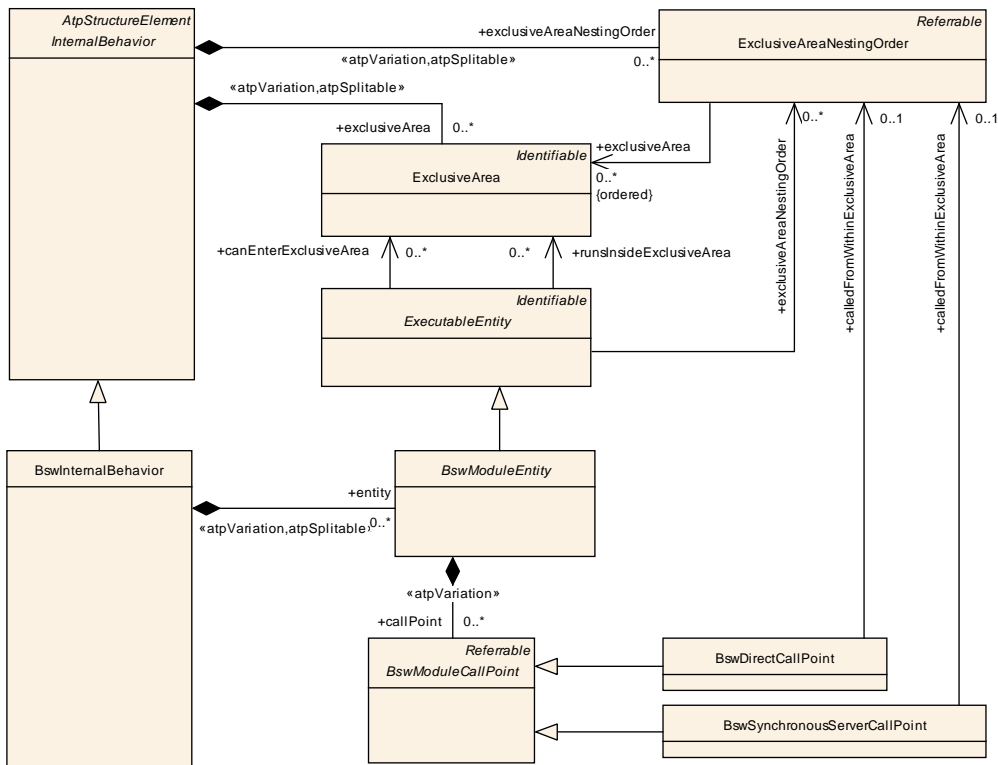 AtpStructureElement
InternalBehavior
+exclusiveAreaNestingOrder
«atpVariation,atpSplitable»
0..*
Referrable
ExclusiveAreaNestingOrder
«atpVariation,atpSplitable»
+exclusiveArea
0..*
Identifiable
ExclusiveArea
+exclusiveArea
0..*
{ordered}
0..*
0..1
0..1
+exclusiveAreaNestingOrder
+calledFromWithinExclusiveArea
+calledFromWithinExclusiveArea
+canEnterExclusiveArea
0..*
0..*
+runsInsideExclusiveArea
Identifiable
ExecutableEntity
BswInternalBehavior
+entity
«atpVariation,atpSplitable»
0..*
BswModuleEntity
«atpVariation»
+callPoint
0..*
Referrable
BswModuleCallPoint
BswDirectCallPoint
BswSynchronousServerCallPoint